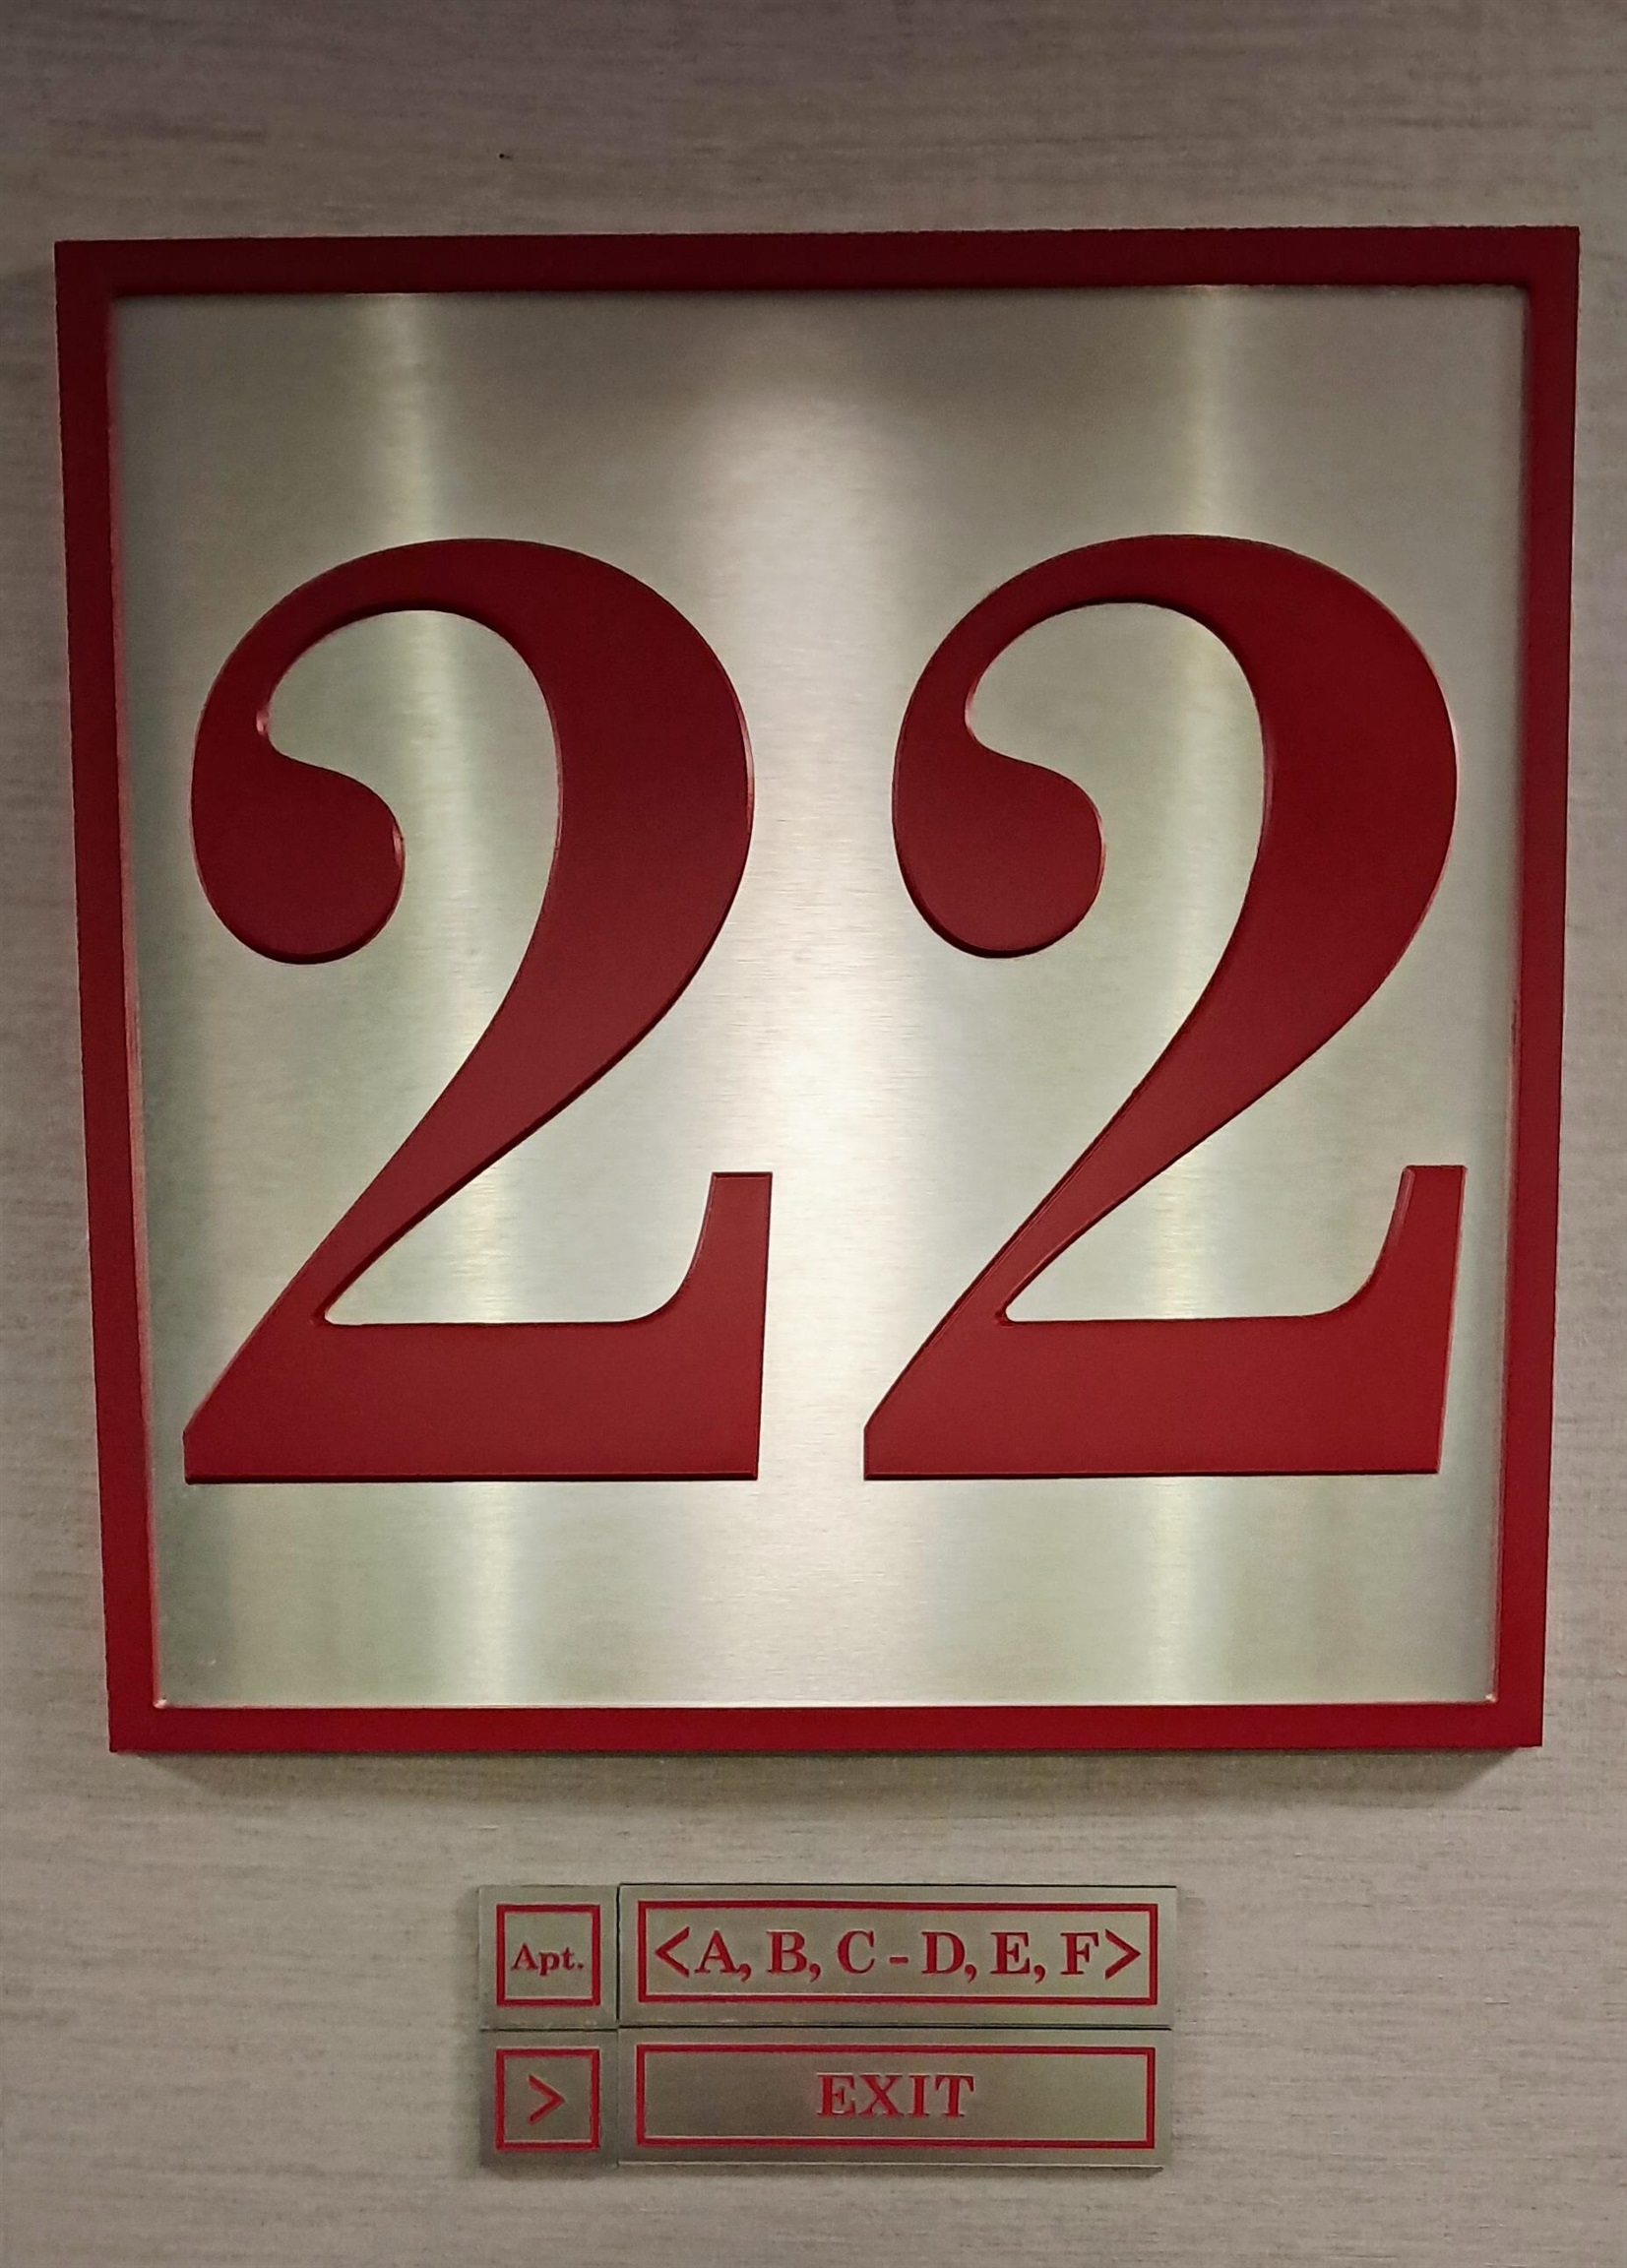 22
Apt. <A, B, C - D, E, F>
> EXIT